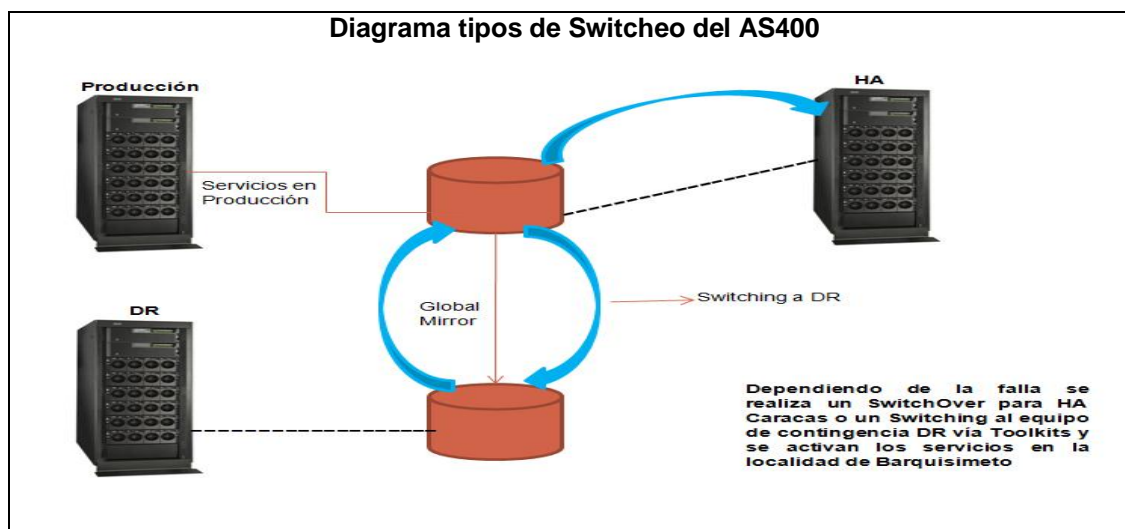 Diagrama tipos de Switcheo del AS400
Producción
HA
Servicios en
Producción
Global
Mirror
Switching a DR
DR
Dependiendo de la falla se
realiza un SwitchOver para HA
Caracas o un Switching al equipo
de contingencia DR vía Toolkits y
se activan los servicios en la
localidad de Barquisimeto